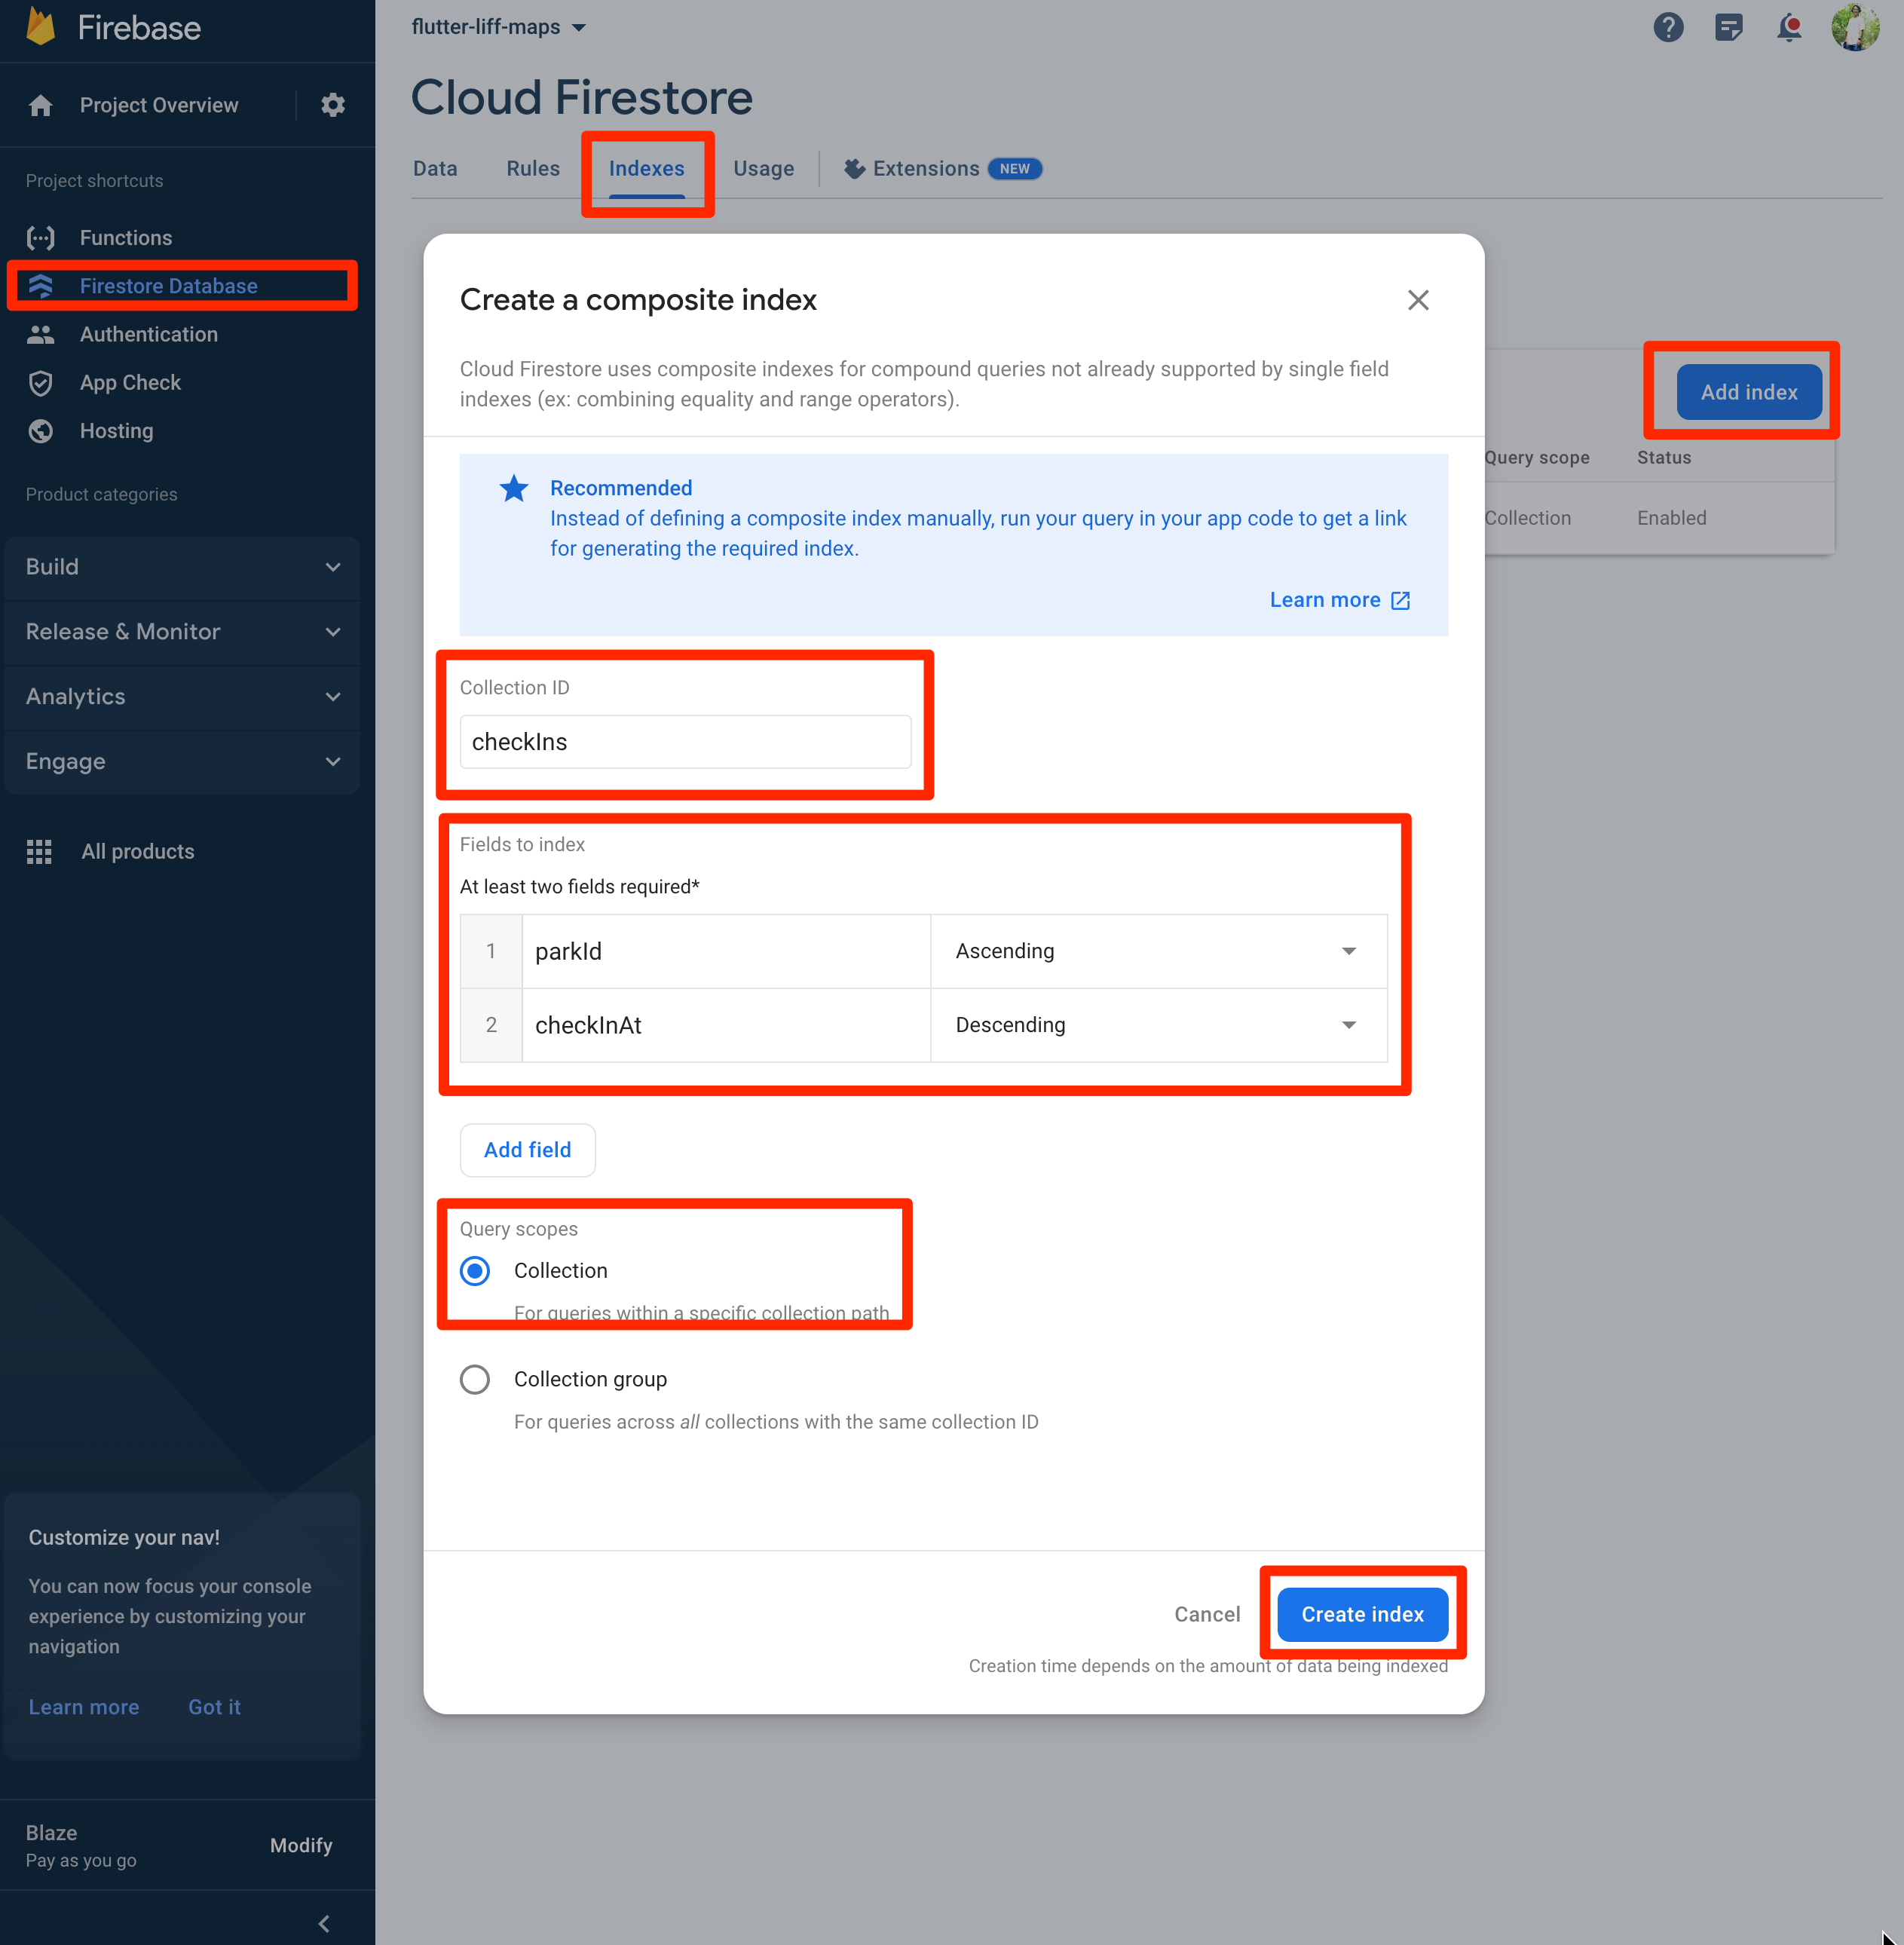 Firebase
Project Overview
Project shortcuts
Functions
Firestore Database
Authentication
App Check
Hosting
Product categories
Build
Release & Monitor
Analytics
Engage
All products
Customize your nav!
You can now focus your console
experience by customizing your
navigation
Learn more
Got it
Blaze
Pay as you go
Modify
flutter-liff-maps
Cloud Firestore
Data
Rules
Indexes
Usage
Extensions
NEW
Add index
Query scope
Status
Collection
Enabled
Create a composite index
Cloud Firestore uses composite indexes for compound queries not already supported by single field
indexes (ex: combining equality and range operators).
Recommended
Instead of defining a composite index manually, run your query in your app code to get a link
for generating the required index.
Learn more
Collection ID
checkIns
Fields to index
At least two fields required*
1 parkId Ascending
2 checkInAt Descending
Add field
Query scopes
Collection
For queries within a specific collection path
Collection group
For queries across all collections with the same collection ID
Cancel
Create index
Creation time depends on the amount of data being indexed